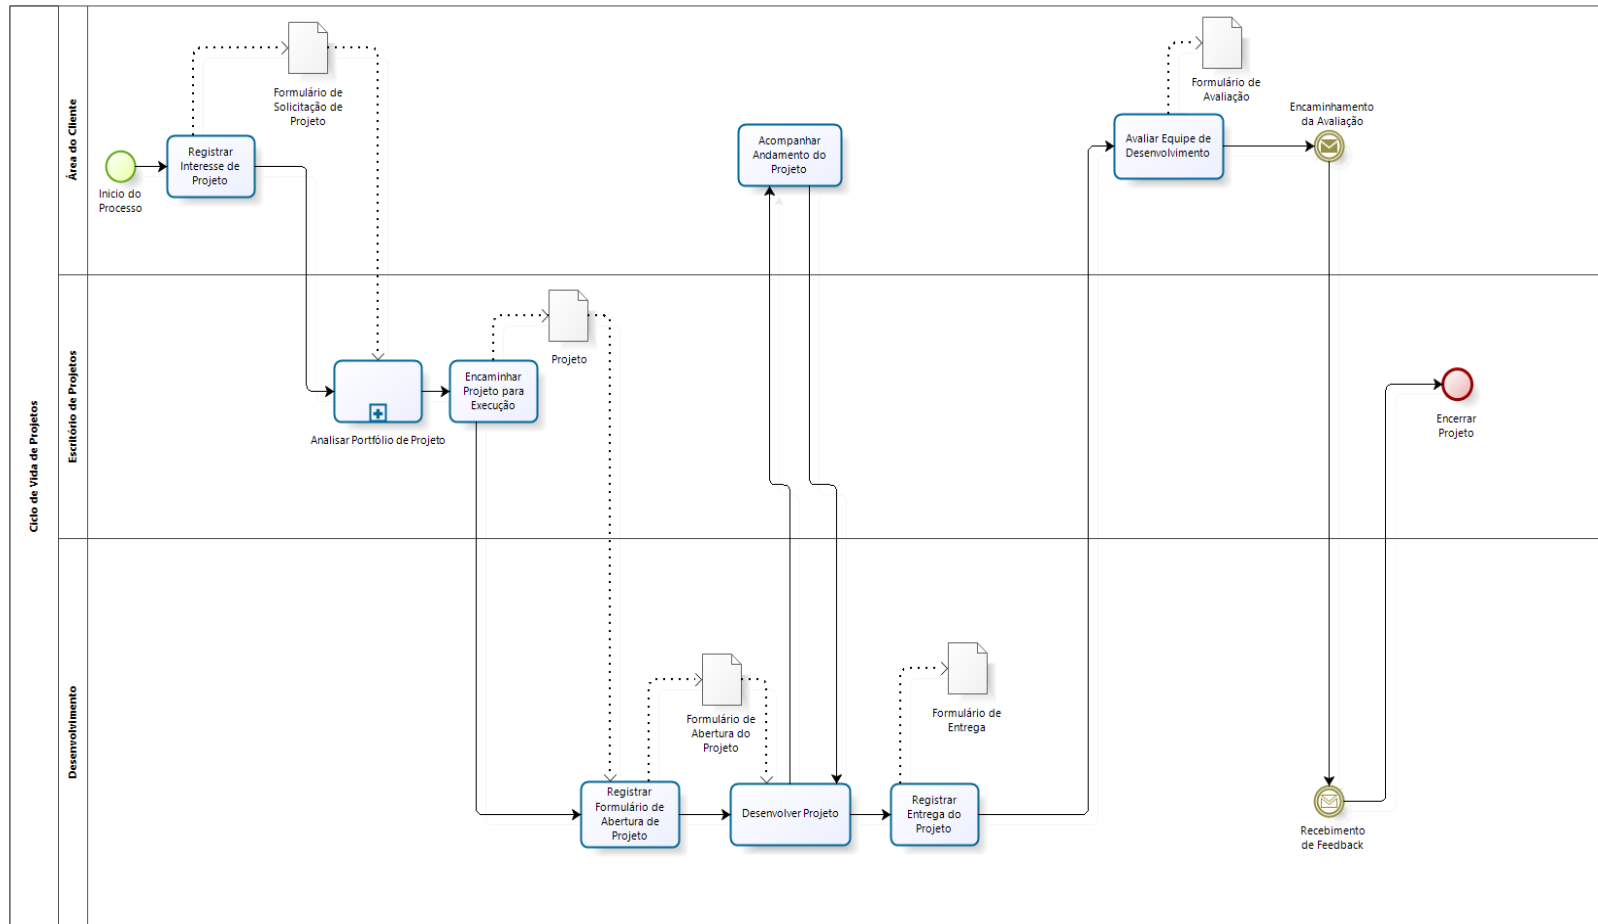 Ciclo de Vida de Projetos
Área do Cliente
Inicio do
Processo
Registrar
Interesse de
Projeto
Formulário de
Solicitação de
Projeto
Acompanhar
Andamento do
Projeto
Formulário de
Avaliação
Avaliar Equipe de
Desenvolvimento
Encaminhamento
da Avaliação
Escritório de Projetos
Analisar Portfólio de Projeto
Encaminhar
Projeto para
Execução
Projeto
Encerrar
Projeto
Desenvolvimento
Registrar
Formulário de
Abertura de
Projeto
Formulário de
Abertura do
Projeto
Desenvolver Projeto
Registrar
Entrega do
Projeto
Formulário de
Entrega
Recebimento
de Feedback